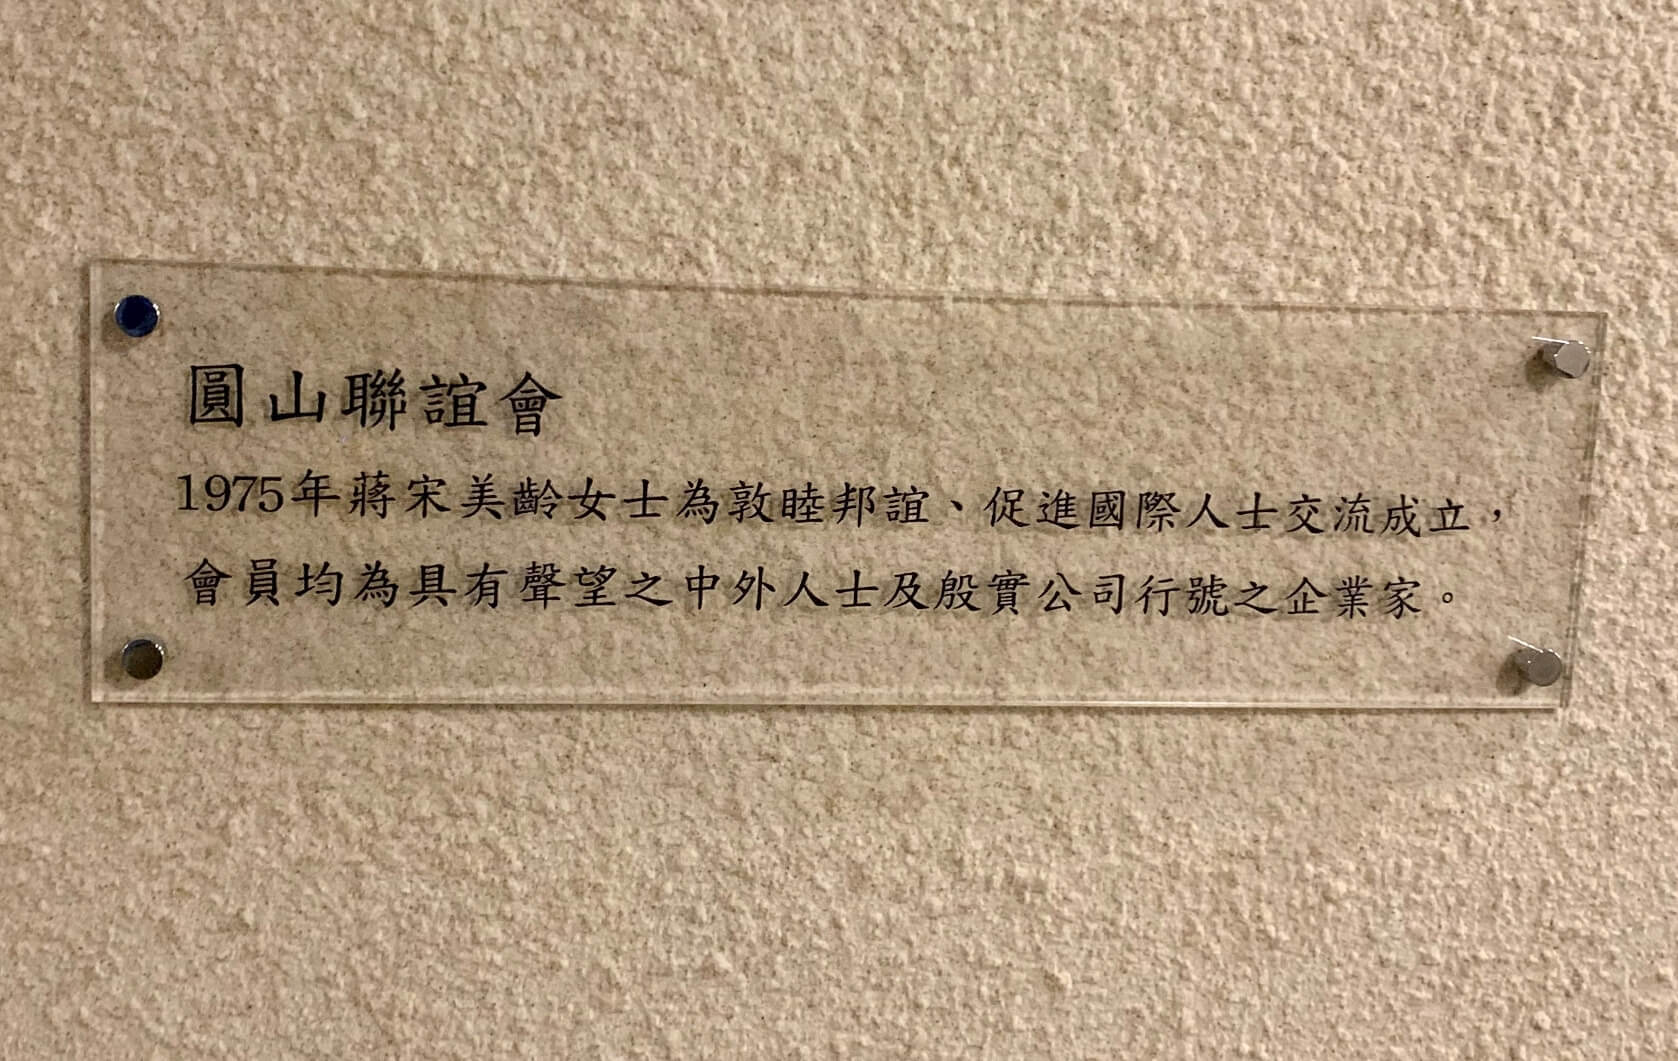 圓山聯誼會
1975年蔣宋美齡女士為敦睦邦誼、促進國際人士交流成立，
會員均為具有聲望之中外人士及殷實公司行號之企業家。